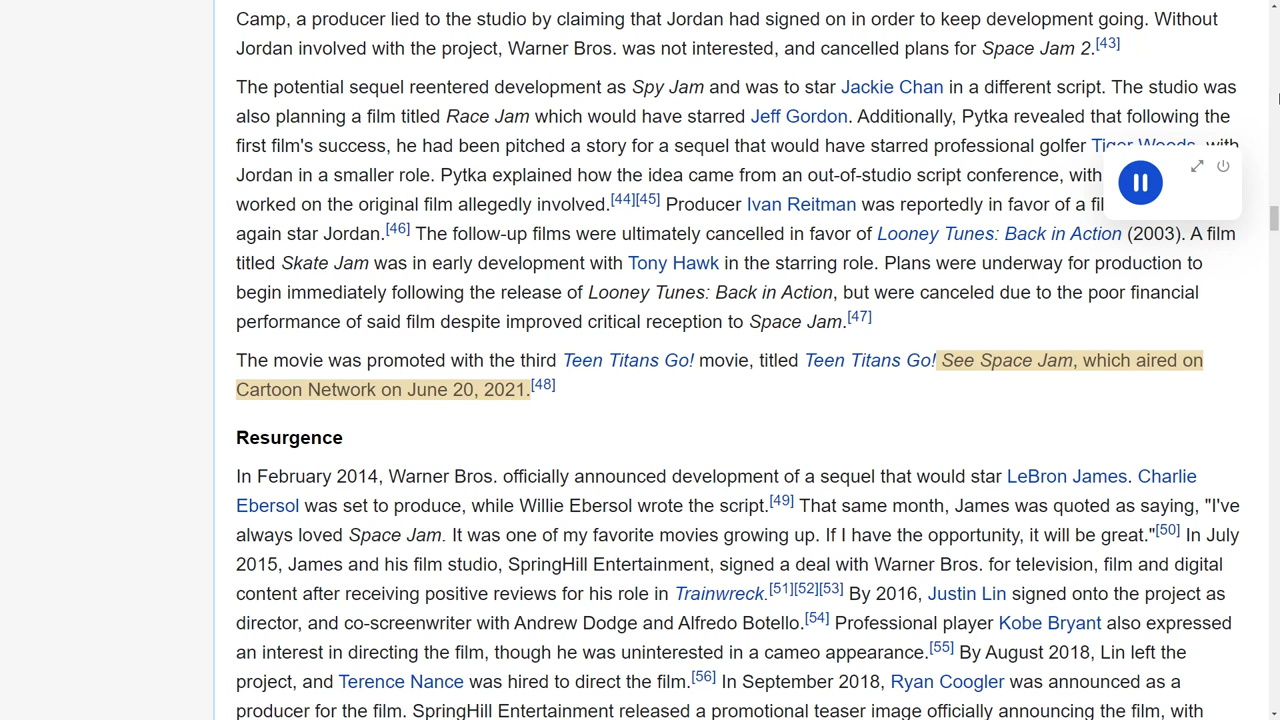 Camp, a producer lied to the studio by claiming that Jordan had signed on in order to keep development going. Without
Jordan involved with the project, Warner Bros. was not interested, and cancelled plans for Space Jam 2.[43]
The potential sequel reentered development as Spy Jam and was to star Jackie Chan in a different script. The studio was
also planning a film titled Race Jam which would have starred Jeff Gordon. Additionally, Pytka revealed that following the
first film's success, he had been pitched a story for a sequel that would have starred professional golfer Tiger Woods, with
Jordan in a smaller role. Pytka explained how the idea came from an out-of-studio script conference, with
worked on the original film allegedly involved.[44][45] Producer Ivan Reitman was reportedly in favor of a
again star Jordan.[46] The follow-up films were ultimately cancelled in favor of Looney Tunes: Back in Action (2003). A film
titled Skate Jam was in early development with Tony Hawk in the starring role. Plans were underway for production to
begin immediately following the release of Looney Tunes: Back in Action, but were canceled due to the poor financial
performance of said film despite improved critical reception to Space Jam.[47]
The movie was promoted with the third Teen Titans Go! movie, titled Teen Titans Go! See Space Jam, which aired on
Cartoon Network on June 20, 2021.[48]
Resurgence
In February 2014, Warner Bros. officially announced development of a sequel that would star LeBron James. Charlie
Ebersol was set to produce, while Willie Ebersol wrote the script.[49] That same month, James was quoted as saying, "I've
always loved Space Jam. It was one of my favorite movies growing up. If I have the opportunity, it will be great."[50] In July
2015, James and his film studio, SpringHill Entertainment, signed a deal with Warner Bros. for television, film and digital
content after receiving positive reviews for his role in Trainwreck.[51][52][53] By 2016, Justin Lin signed onto the project as
director, and co-screenwriter with Andrew Dodge and Alfredo Botello.[54] Professional player Kobe Bryant also expressed
an interest in directing the film, though he was uninterested in a cameo appearance.[55] By August 2018, Lin left the
project, and Terence Nance was hired to direct the film.[56] In September 2018, Ryan Coogler was announced as a
producer for the film. SpringHill Entertainment released a promotional teaser image officially announcing the film, with